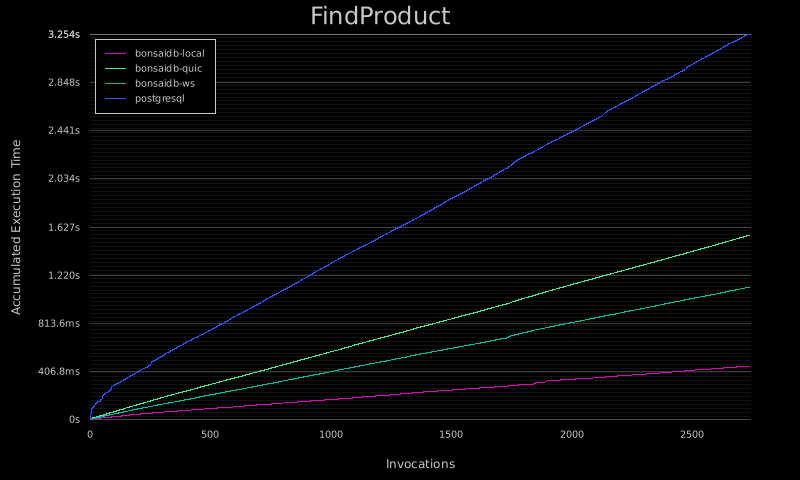 FindProduct
3.254s
bonsaidb-local
bonsaidb-quic
bonsaidb-ws
postgresql
2.848s
2.441s
2.034s
1.627s
1.220s
813.6ms
406.8ms
0s
Accumulated Execution Time
0 500 1000 1500 2000 2500
Invocations